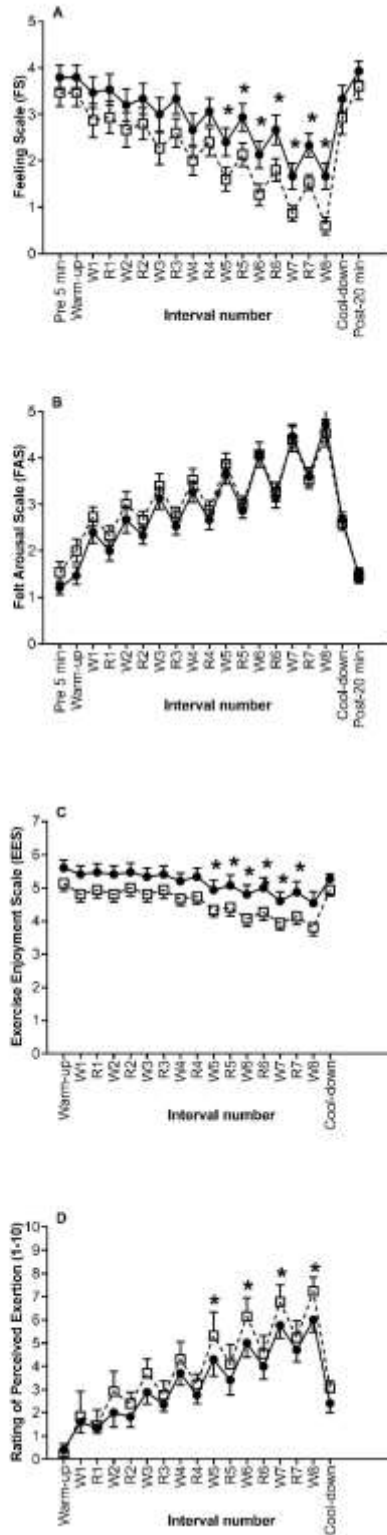 A
Feeling Scale (FS)
5
4
3
2
1
0
* * * * * * *
Pre 5 min
Warm-up
W1
R1
W2
R2
W3
R3
W4
R4
W5
R5
W6
R6
W7
R7
W8
Cool-down
Post-20 min
Interval number
B
Felt Arousal Scale (FAS)
5
4
3
2
1
0
Pre 5 min
Warm-up
W1
R1
W2
R2
W3
R3
W4
R4
W5
R5
W6
R6
W7
R7
W8
Cool-down
Post-20 min
Interval number
C
Exercise Enjoyment Scale (EES)
7
6
5
4
3
2
1
0
* * * * * *
Warm-up
W1
R1
W2
R2
W3
R3
W4
R4
W5
R5
W6
R6
W7
R7
W8
Cool-down
Interval number
D
Rating of Perceived Exertion (1-10)
10
9
8
7
6
5
4
3
2
1
0
* * * *
Warm-up
W1
R1
W2
R2
W3
R3
W4
R4
W5
R5
W6
R6
W7
R7
W8
Cool-down
Interval number